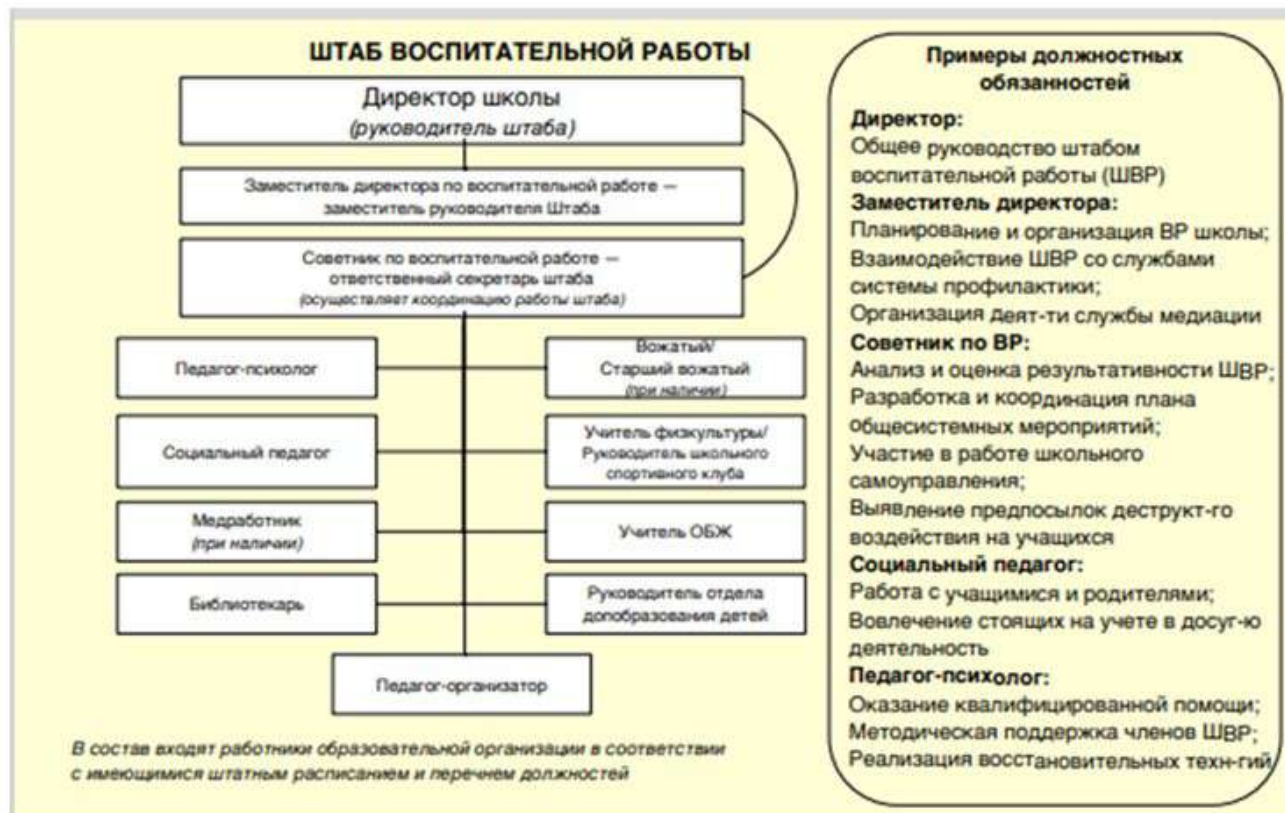 ШТАБ ВОСПИТАТЕЛЬНОЙ РАБОТЫ
Директор школы
(руководитель штаба)
Заместитель директора по воспитательной работе —
заместитель руководителя Штаба
Советник по воспитательной работе —
ответственный секретарь штаба
(осуществляет координацию работы штаба)
Педагог-психолог
Вожатый/
Старший вожатый
(при наличии)
Социальный педагог
Учитель физкультуры/
Руководитель школьного
спортивного клуба
Медработник
(при наличии)
Учитель ОБЖ
Библиотекарь
Руководитель отдела
допобразования детей
Педагог-организатор
В состав входят работники образовательной организации в соответствии
с имеющимися штатным расписанием и перечнем должностей
Примеры должностных
обязанностей
Директор:
Общее руководство штабом
воспитательной работы (ШВР)
Заместитель директора:
Планирование и организация ВР школы;
Взаимодействие ШВР со службами
системы профилактики;
Организация деят-ти службы медиации
Советник по ВР:
Анализ и оценка результативности ШВР;
Разработка и координация плана
общесистемных мероприятий;
Участие в работе школьного
самоуправления;
Выявление предпосылок деструкт-го
воздействия на учащихся
Социальный педагог:
Работа с учащимися и родителями;
Вовлечение стоящих на учете в досуг-ю
деятельность
Педагог-психолог:
Оказание квалифицированной помощи;
Методическая поддержка членов ШВР;
Реализация восстановительных техн-гий